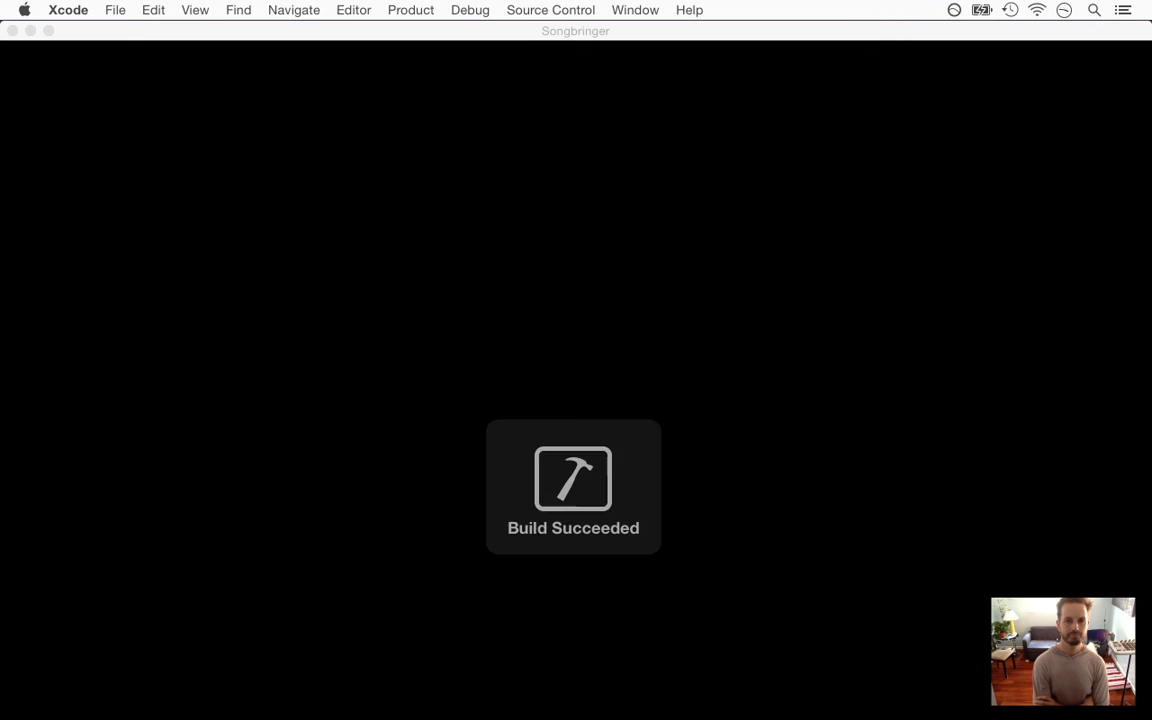 Xcode File Edit View Find Navigate Editor Product Debug Source Control Window Help
Songbringer
Build Succeeded